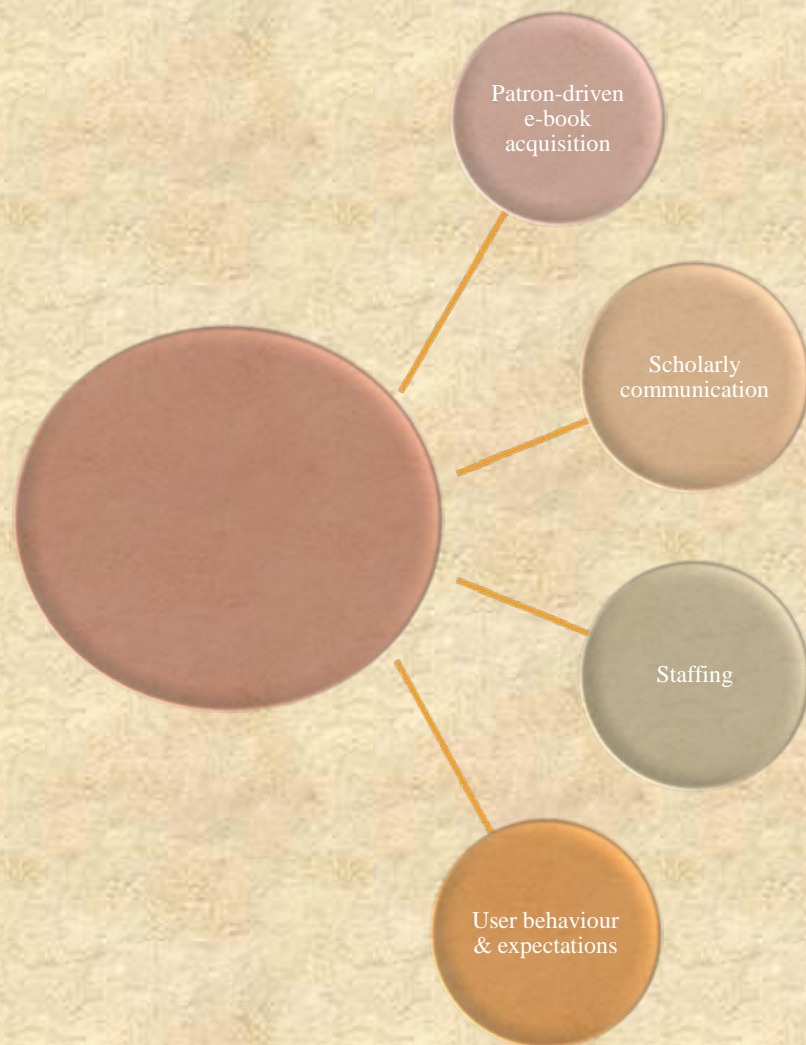 Patron-driven
e-book
acquisition
Scholarly
communication
Staffing
User behaviour
& expectations